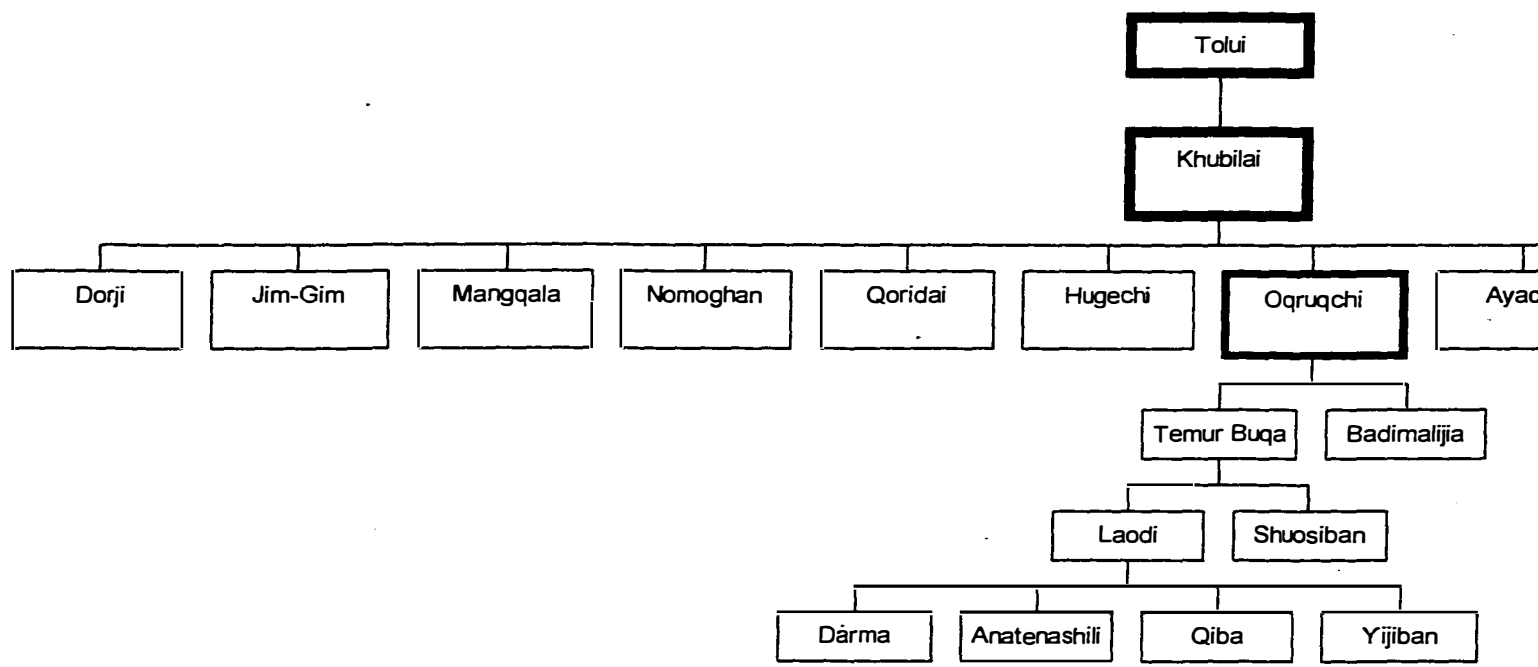 Tolui
Khubilai
Dorji
Jim-Gim
Mangqala
Nomoghan
Qoridai
Hugechi
Oqruqchi
Temur Buqa
Badimalijia
Laodi
Shuosiban
Darma
Anatenashili
Qiba
Yijiban